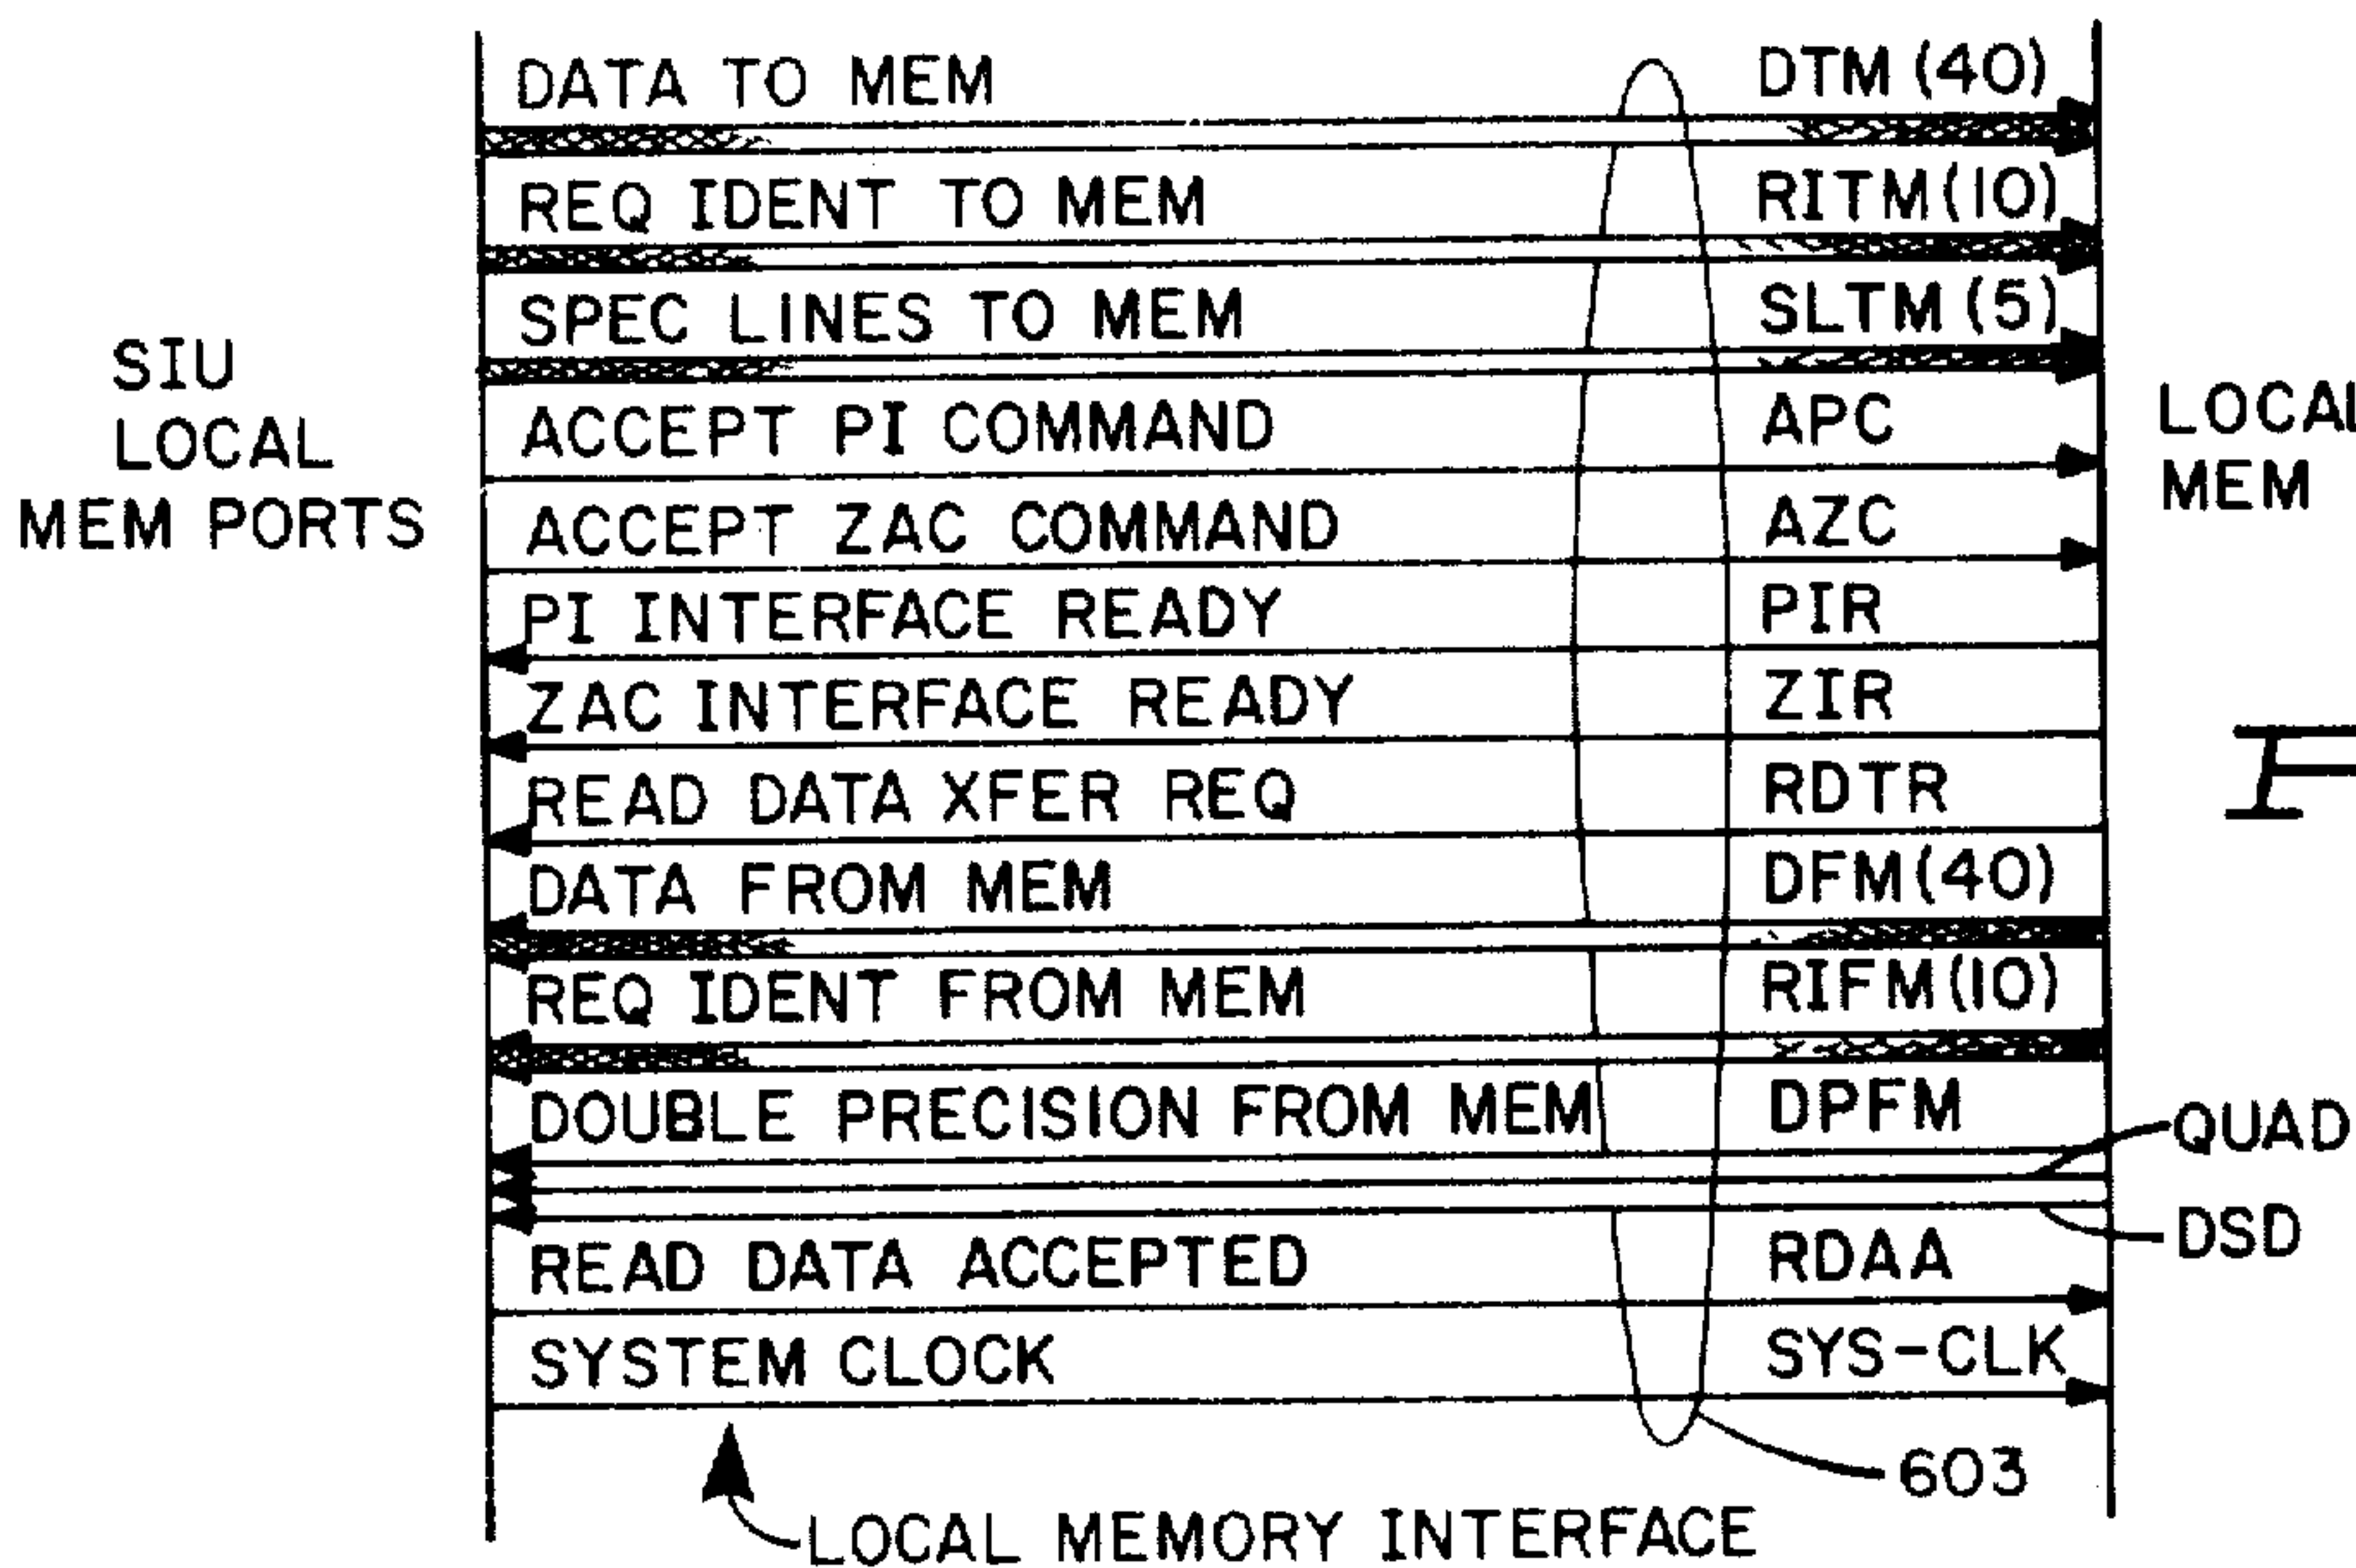 DATA TO MEM DTM (40)
REQ IDENT TO MEM RITM (10)
SPEC LINES TO MEM SLTM (5)
SIU
LOCAL
MEM PORTS
ACCEPT PI COMMAND APC
LOCAL
MEM
ACCEPT ZAC COMMAND AZC
PI INTERFACE READY PIR
ZAC INTERFACE READY ZIR
READ DATA XFER REQ RDTR
DATA FROM MEM DFM (40)
REQ IDENT FROM MEM RIFM (10)
DOUBLE PRECISION FROM MEM DPFM
QUAD
DSD
READ DATA ACCEPTED RDAA
SYSTEM CLOCK SYS-CLK
603
LOCAL MEMORY INTERFACE